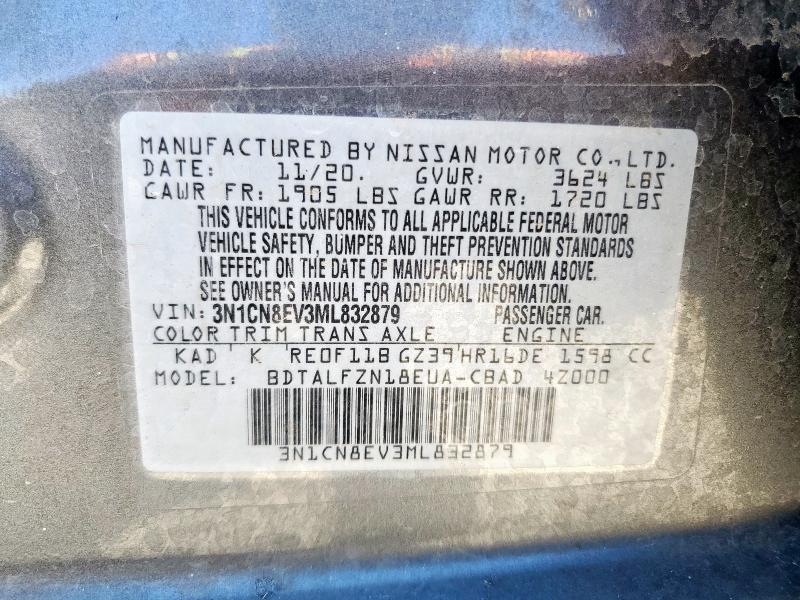 MANUFACTURED BY NISSAN MOTOR CO.,LTD.
DATE: 11/20. GVWR: 3624 LBS
GAWR FR: 1905 LBS GAWR RR: 1720 LBS
THIS VEHICLE CONFORMS TO ALL APPLICABLE FEDERAL MOTOR
VEHICLE SAFETY, BUMPER AND THEFT PREVENTION STANDARDS
IN EFFECT ON THE DATE OF MANUFACTURE SHOWN ABOVE.
SEE OWNER'S MANUAL FOR ADDITIONAL INFORMATION.
VIN: 3N1CN8EV3ML832879 PASSENGER CAR.
COLOR TRIM TRANS AXLE ENGINE
KAD K RE0F11B GZ39 HR16DE 1598 CC
MODEL: BDTALFZN18EUA-CBAD 4Z000
3N1CN8EV3ML832879